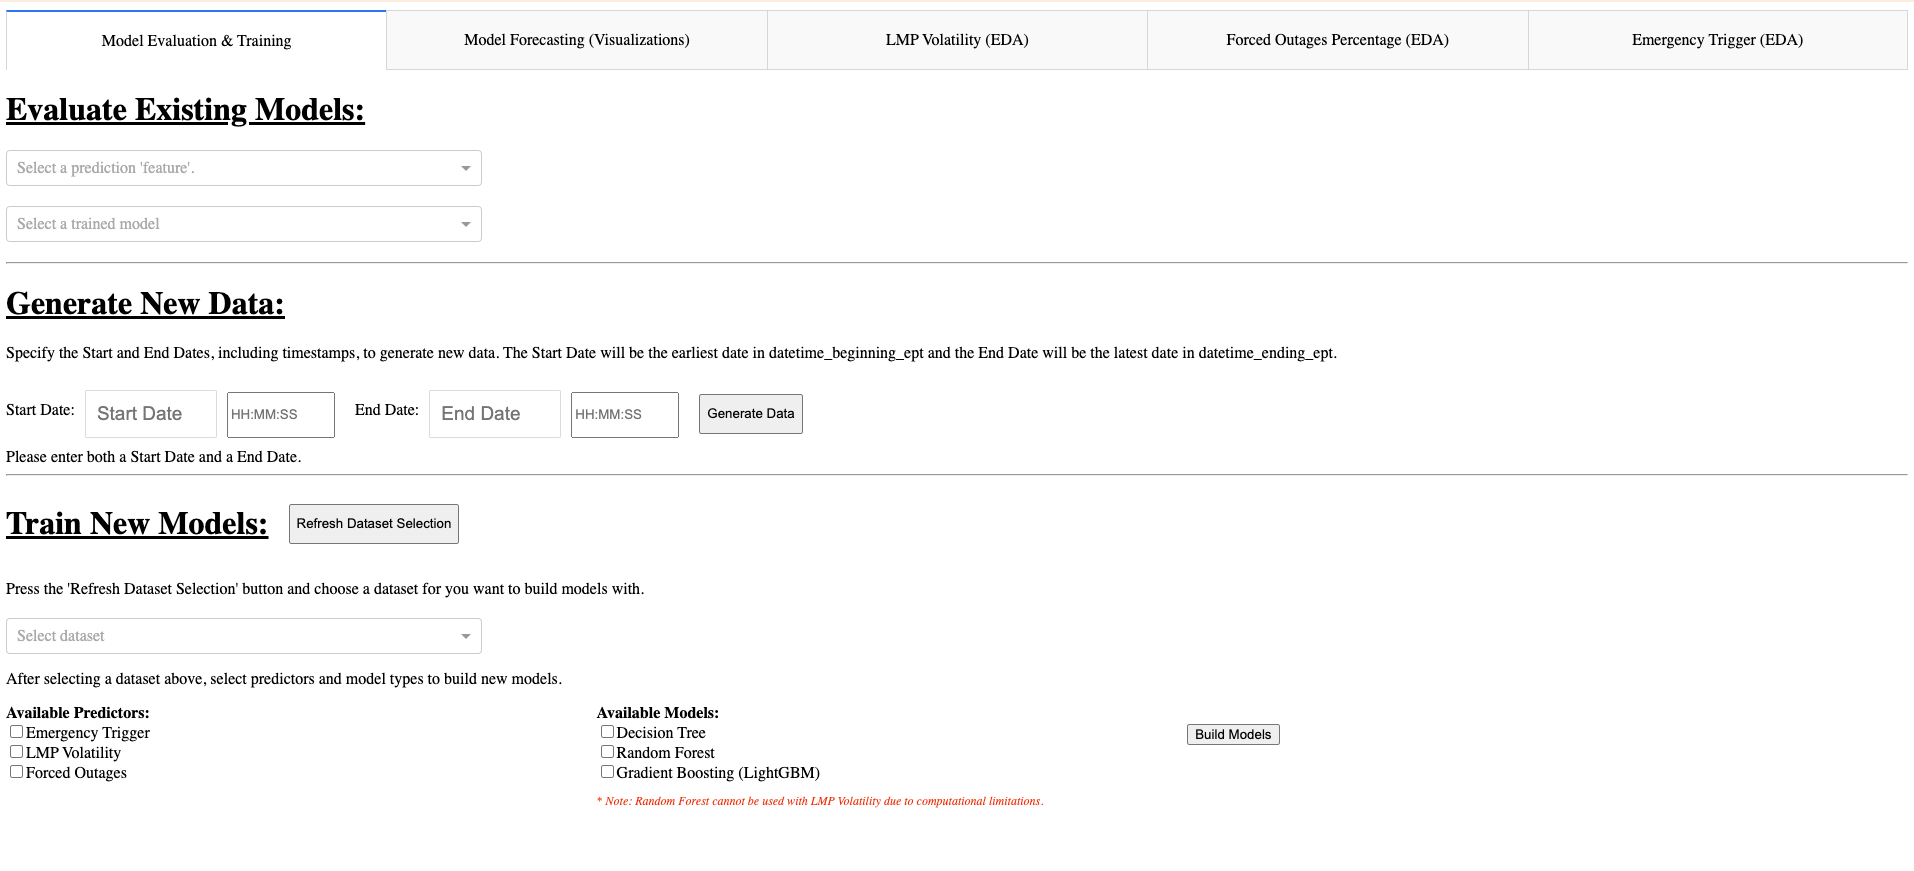 Model Evaluation & Training
Model Forecasting (Visualizations)
LMP Volatility (EDA)
Forced Outages Percentage (EDA)
Emergency Trigger (EDA)
Evaluate Existing Models:
Select a prediction 'feature'.
Select a trained model
Generate New Data:
Specify the Start and End Dates, including timestamps, to generate new data. The Start Date will be the earliest date in datetime_beginning_ept and the End Date will be the latest date in datetime_ending_ept.
Start Date: Start Date HH:MM:SS End Date: End Date HH:MM:SS Generate Data
Please enter both a Start Date and a End Date.
Train New Models: Refresh Dataset Selection
Press the 'Refresh Dataset Selection' button and choose a dataset for you want to build models with.
Select dataset
After selecting a dataset above, select predictors and model types to build new models.
Available Predictors:
Emergency Trigger
LMP Volatility
Forced Outages
Available Models:
Decision Tree
Random Forest
Gradient Boosting (LightGBM)
* Note: Random Forest cannot be used with LMP Volatility due to computational limitations.
Build Models